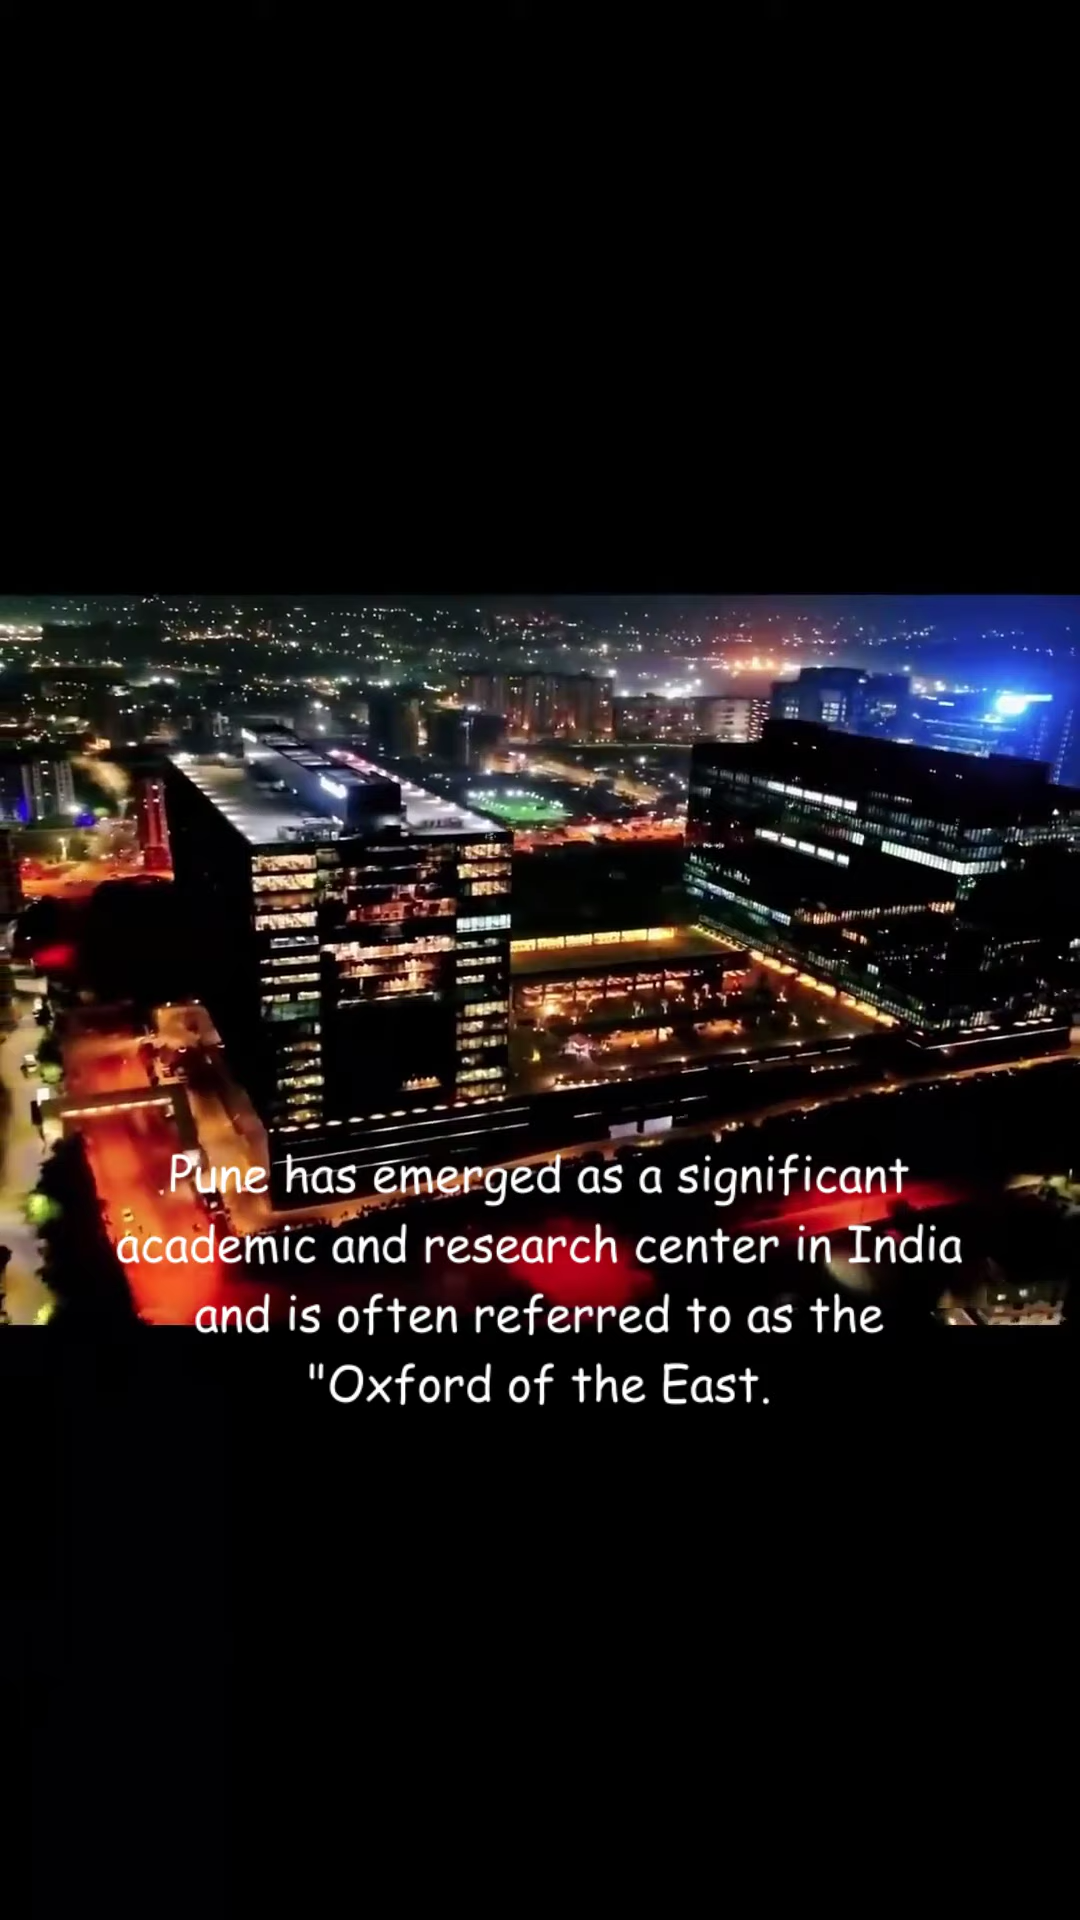 .Pune has emerged as a significant
academic and research center in India
and is often referred to as the
"Oxford of the East.